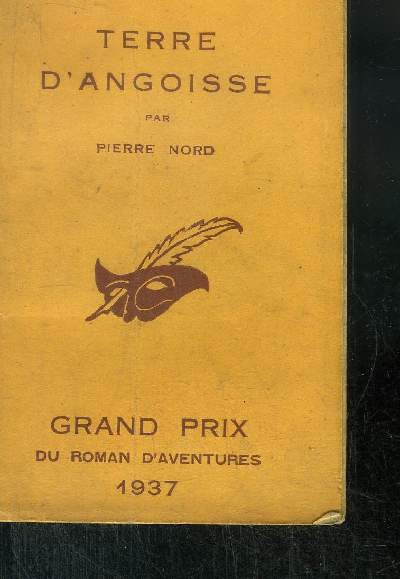 TERRE
D'ANGOISSE
PAR
PIERRE NORD
GRAND PRIX
DU ROMAN D'AVENTURES
1937